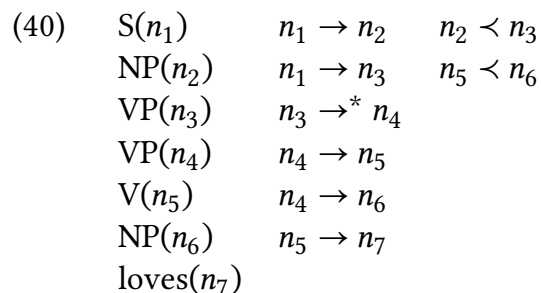 (40) S(n₁) n₁ → n₂ n₂ ≺ n₃
NP(n₂) n₁ → n₃ n₅ ≺ n₆
VP(n₃) n₃ →* n₄
VP(n₄) n₄ → n₅
V(n₅) n₄ → n₆
NP(n₆) n₅ → n₇
loves(n₇)